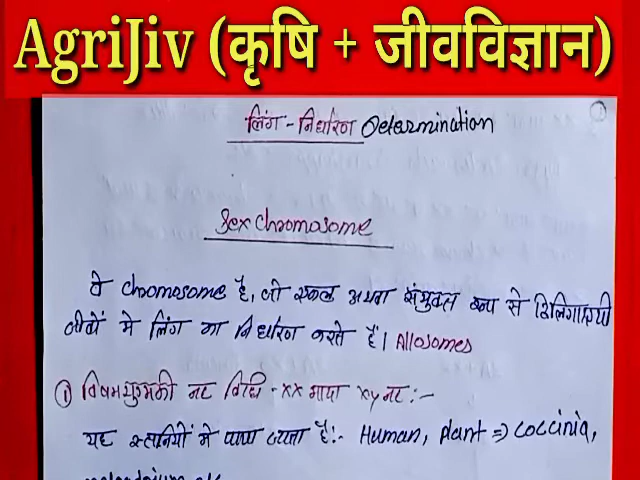 AgriJiv (कृषि + जीवविज्ञान)
लिंग - निर्धारण Determination
Sex Chromosome
वे Chromosome है, जो एकल अथवा संयुक्त रूप से द्विलिंगाश्रयी
जीवों मे लिंग का निर्धारण करते हैं। Allosomes
① विषमयुग्मकी नर विधि - XX मादा XY नर :-
यह स्तनियों मे पाया जाता है :- Human, Plant ⇒ Coccinia,